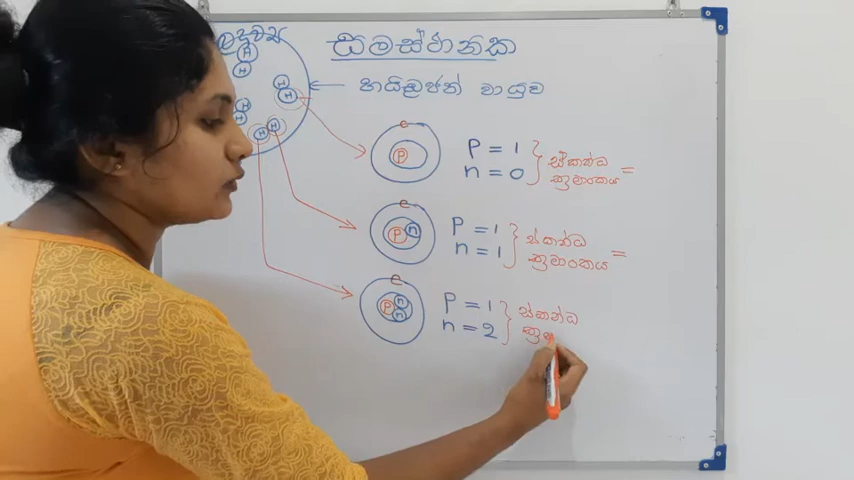 සමස්ථානික
හයිඩ්‍රජන් වායුව
H
H
H
H
H
H
H
H
e
P
P = 1
n = 0
ස්කන්ධ
ක්‍රමාංකය =
e
P n
P = 1
n = 1
ස්කන්ධ
ක්‍රමාංකය =
e
P n
n
P = 1
n = 2
ස්කන්ධ